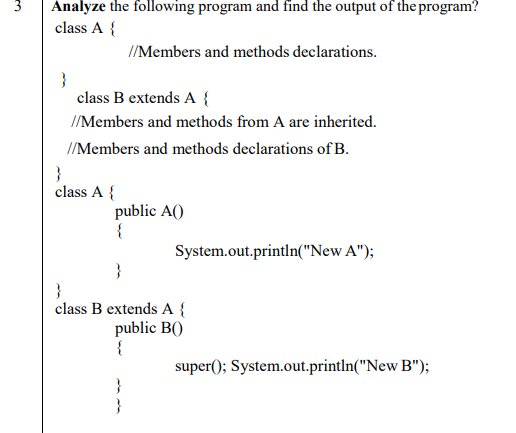 3 Analyze the following program and find the output of the program?
class A {
//Members and methods declarations.
}
class B extends A {
//Members and methods from A are inherited.
//Members and methods declarations of B.
}
class A {
public A()
{
System.out.println("New A");
}
}
class B extends A {
public B()
{
super(); System.out.println("New B");
}
}